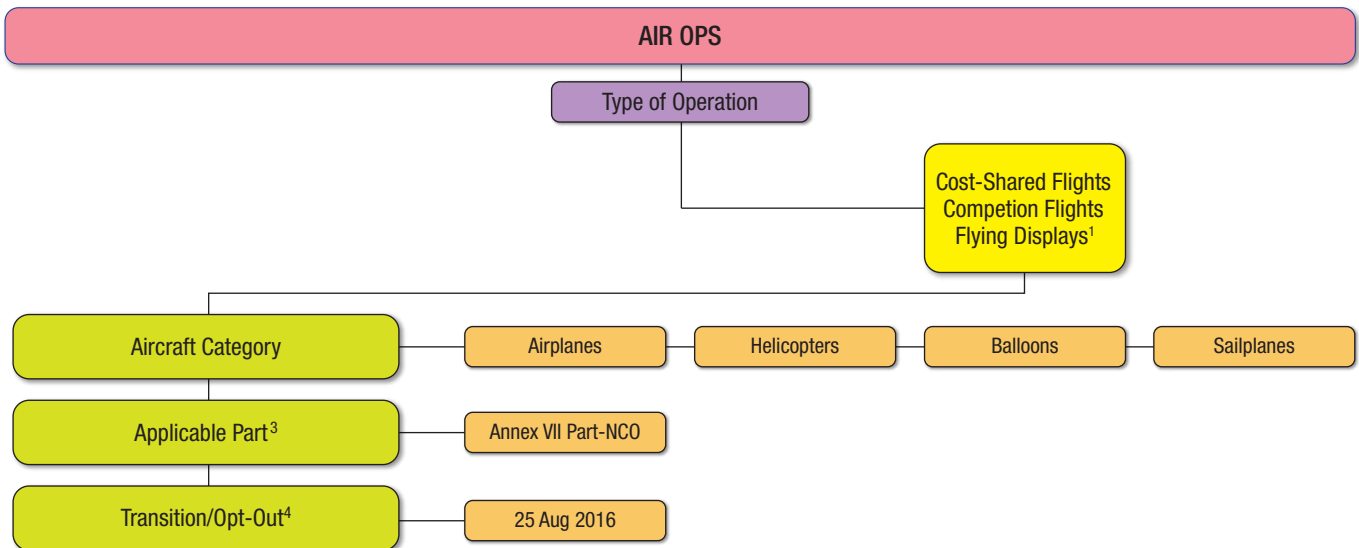 AIR OPS
Type of Operation
Cost-Shared Flights
Competion Flights
Flying Displays¹
Aircraft Category
Airplanes
Helicopters
Balloons
Sailplanes
Applicable Part³
Annex VII Part-NCO
Transition/Opt-Out⁴
25 Aug 2016